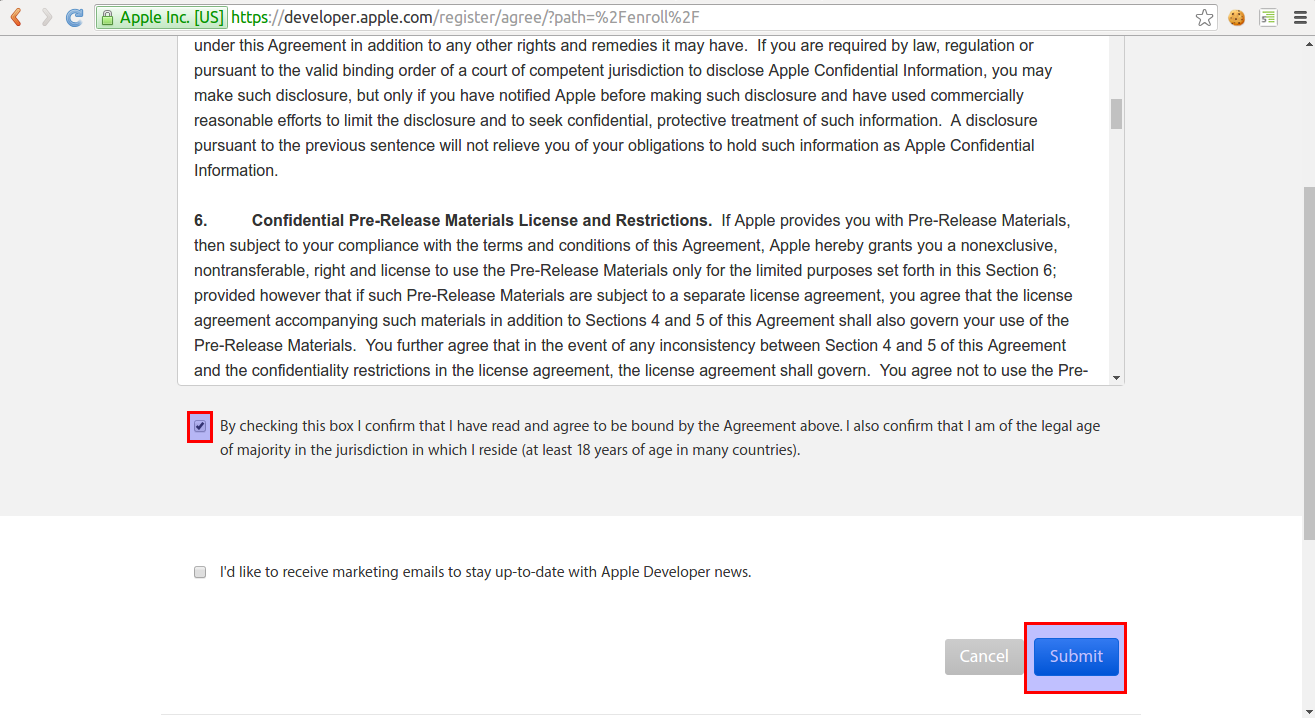 Apple Inc. [US] https://developer.apple.com/register/agree/?path=%2Fenroll%2F
under this Agreement in addition to any other rights and remedies it may have.  If you are required by law, regulation or
pursuant to the valid binding order of a court of competent jurisdiction to disclose Apple Confidential Information, you may
make such disclosure, but only if you have notified Apple before making such disclosure and have used commercially
reasonable efforts to limit the disclosure and to seek confidential, protective treatment of such information.  A disclosure
pursuant to the previous sentence will not relieve you of your obligations to hold such information as Apple Confidential
Information.
6. Confidential Pre-Release Materials License and Restrictions.  If Apple provides you with Pre-Release Materials,
then subject to your compliance with the terms and conditions of this Agreement, Apple hereby grants you a nonexclusive,
nontransferable, right and license to use the Pre-Release Materials only for the limited purposes set forth in this Section 6;
provided however that if such Pre-Release Materials are subject to a separate license agreement, you agree that the license
agreement accompanying such materials in addition to Sections 4 and 5 of this Agreement shall also govern your use of the
Pre-Release Materials.  You further agree that in the event of any inconsistency between Section 4 and 5 of this Agreement
and the confidentiality restrictions in the license agreement, the license agreement shall govern.  You agree not to use the Pre-
By checking this box I confirm that I have read and agree to be bound by the Agreement above. I also confirm that I am of the legal age
of majority in the jurisdiction in which I reside (at least 18 years of age in many countries).
I'd like to receive marketing emails to stay up-to-date with Apple Developer news.
Cancel Submit